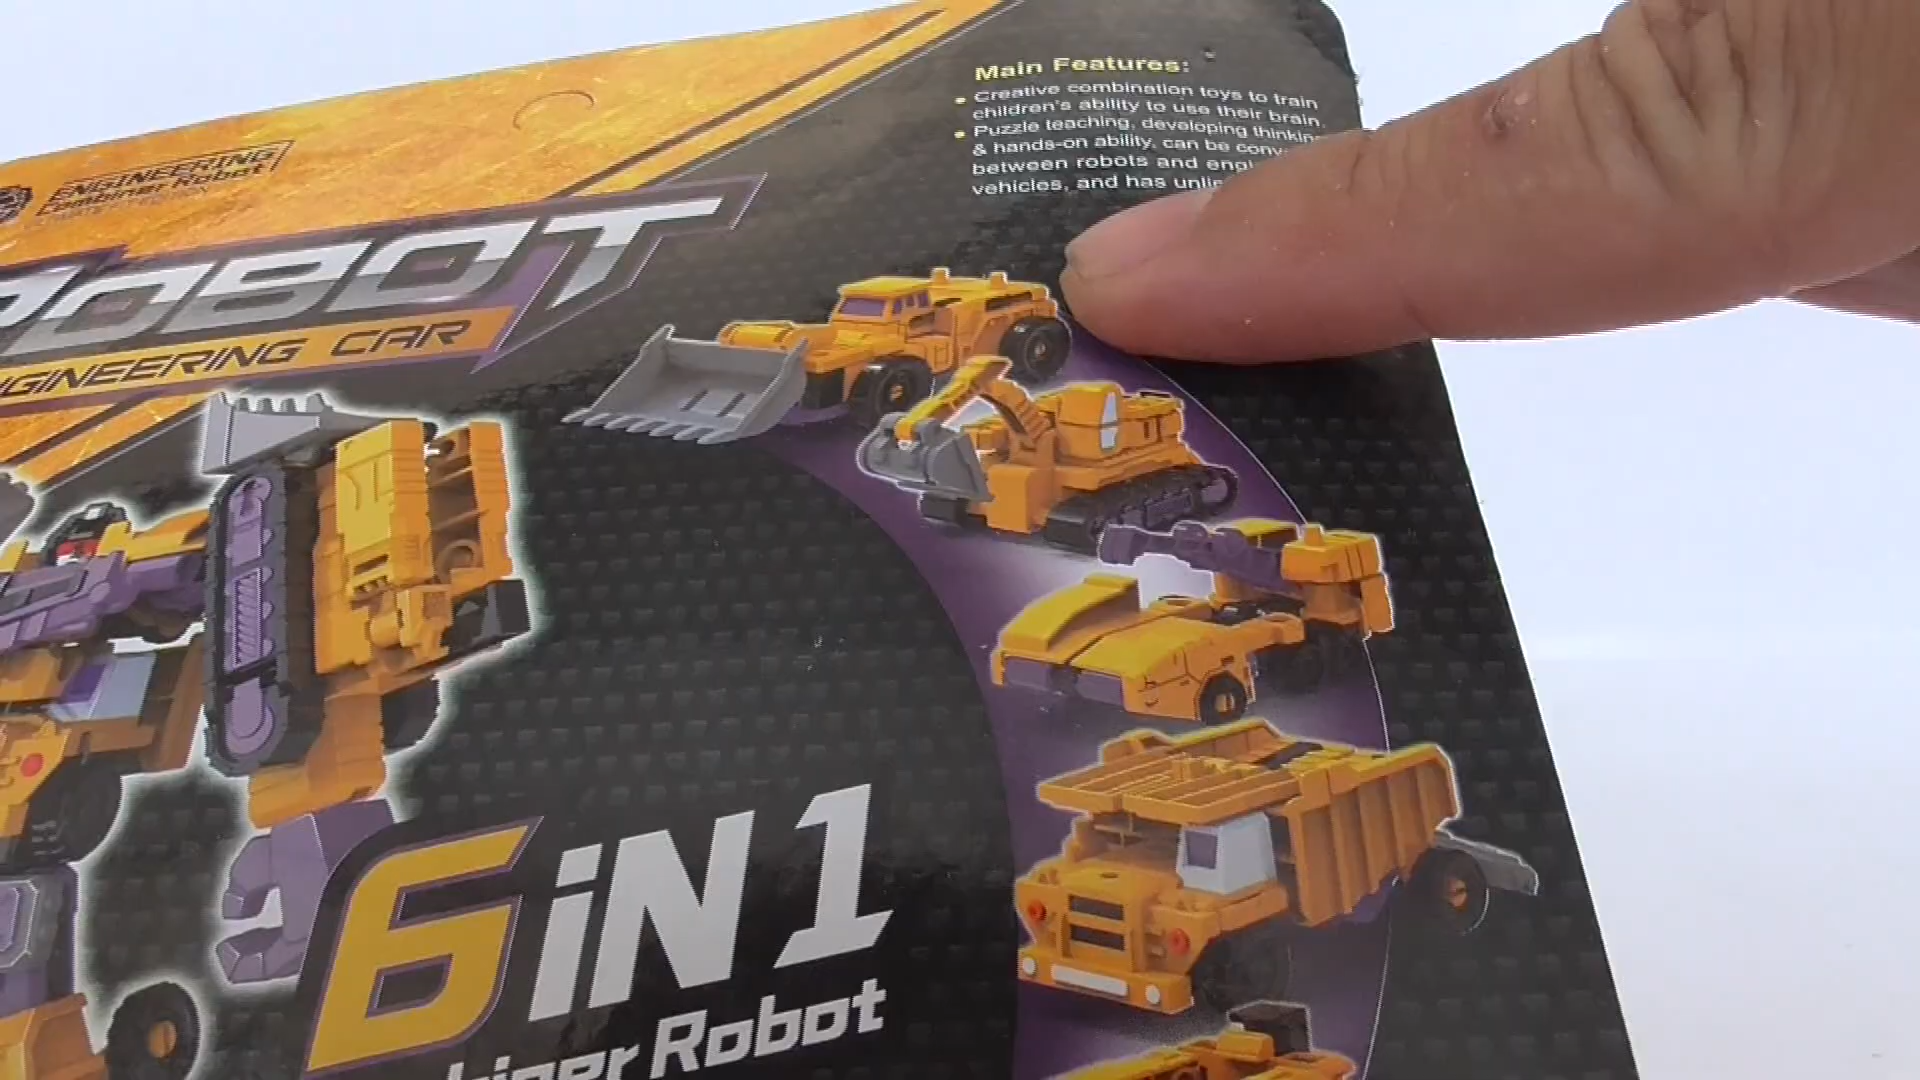 Main Features:
• Creative combination toys to train
children's ability to use their brain.
• Puzzle teaching, developing
& hands-on ability, can be
between robots and
vehicles, and has
ENGINEERING
Combiner Robot
ROBOT
ENGINEERING CAR
6 iN 1
Robot